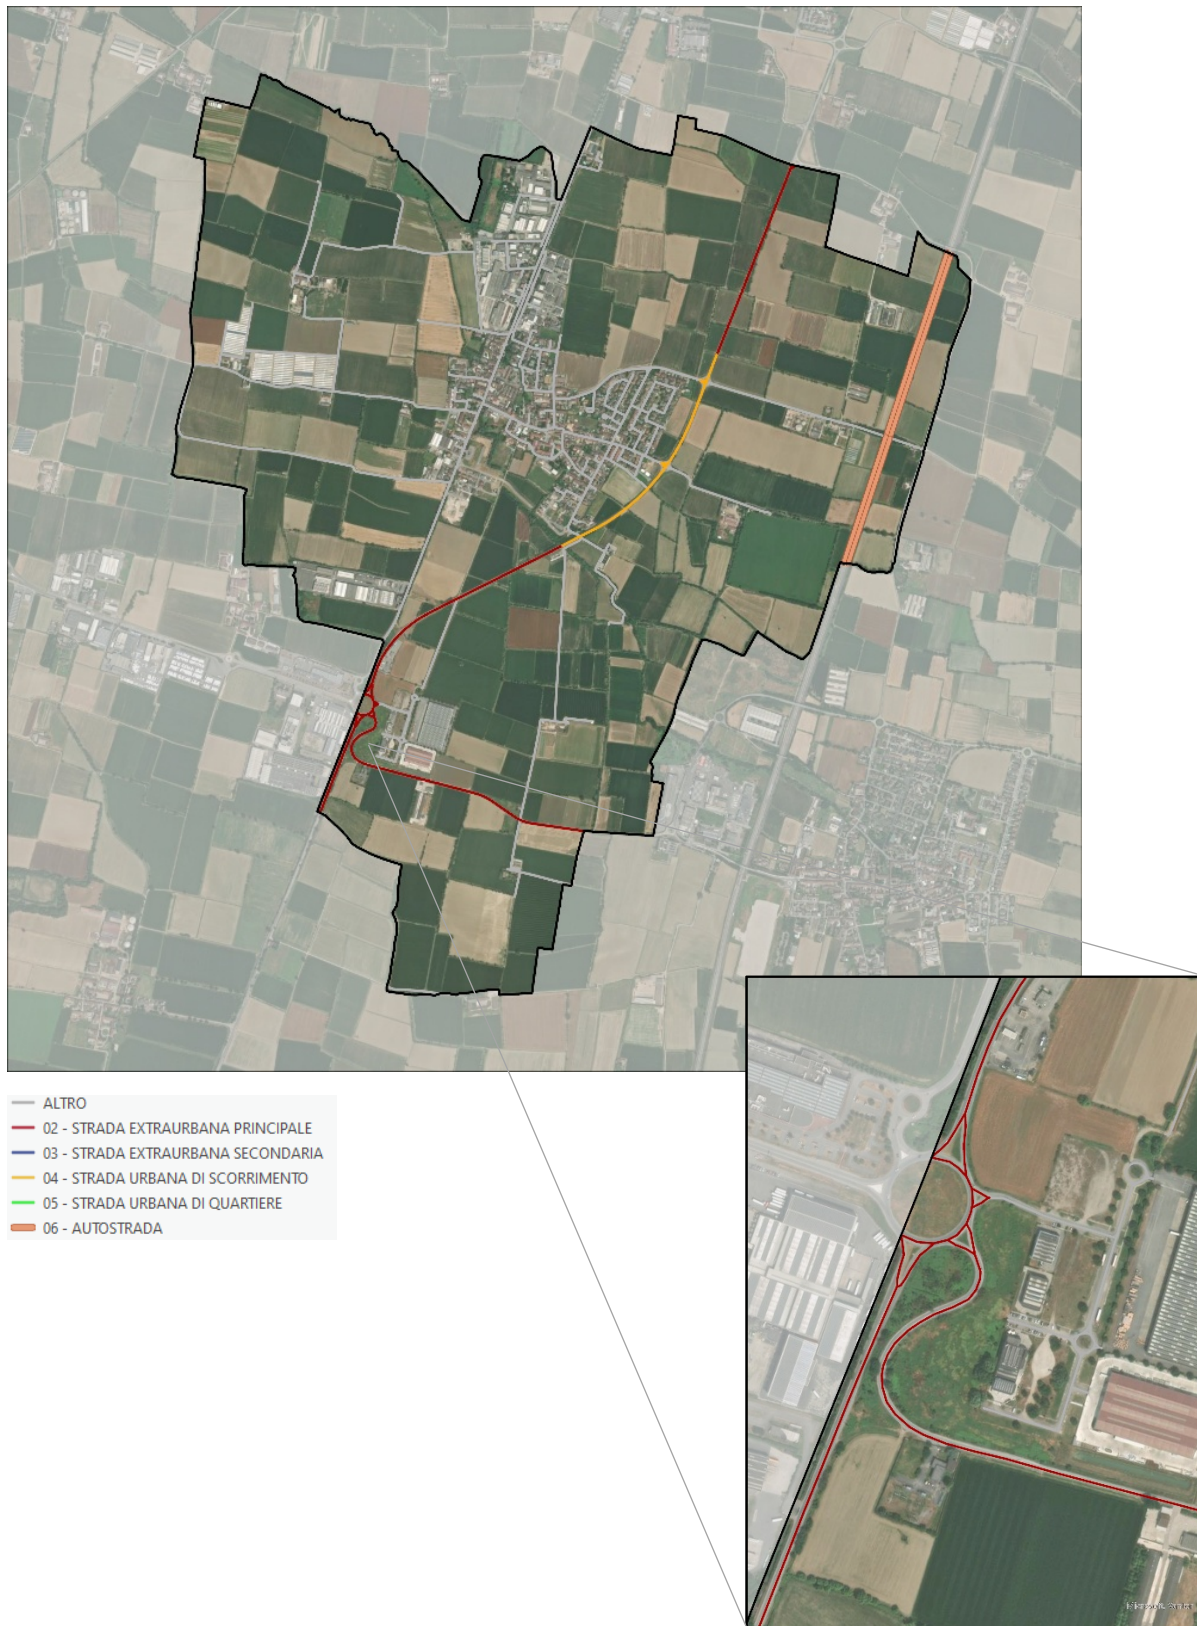 ALTRO
02 - STRADA EXTRAURBANA PRINCIPALE
03 - STRADA EXTRAURBANA SECONDARIA
04 - STRADA URBANA DI SCORRIMENTO
05 - STRADA URBANA DI QUARTIERE
06 - AUTOSTRADA